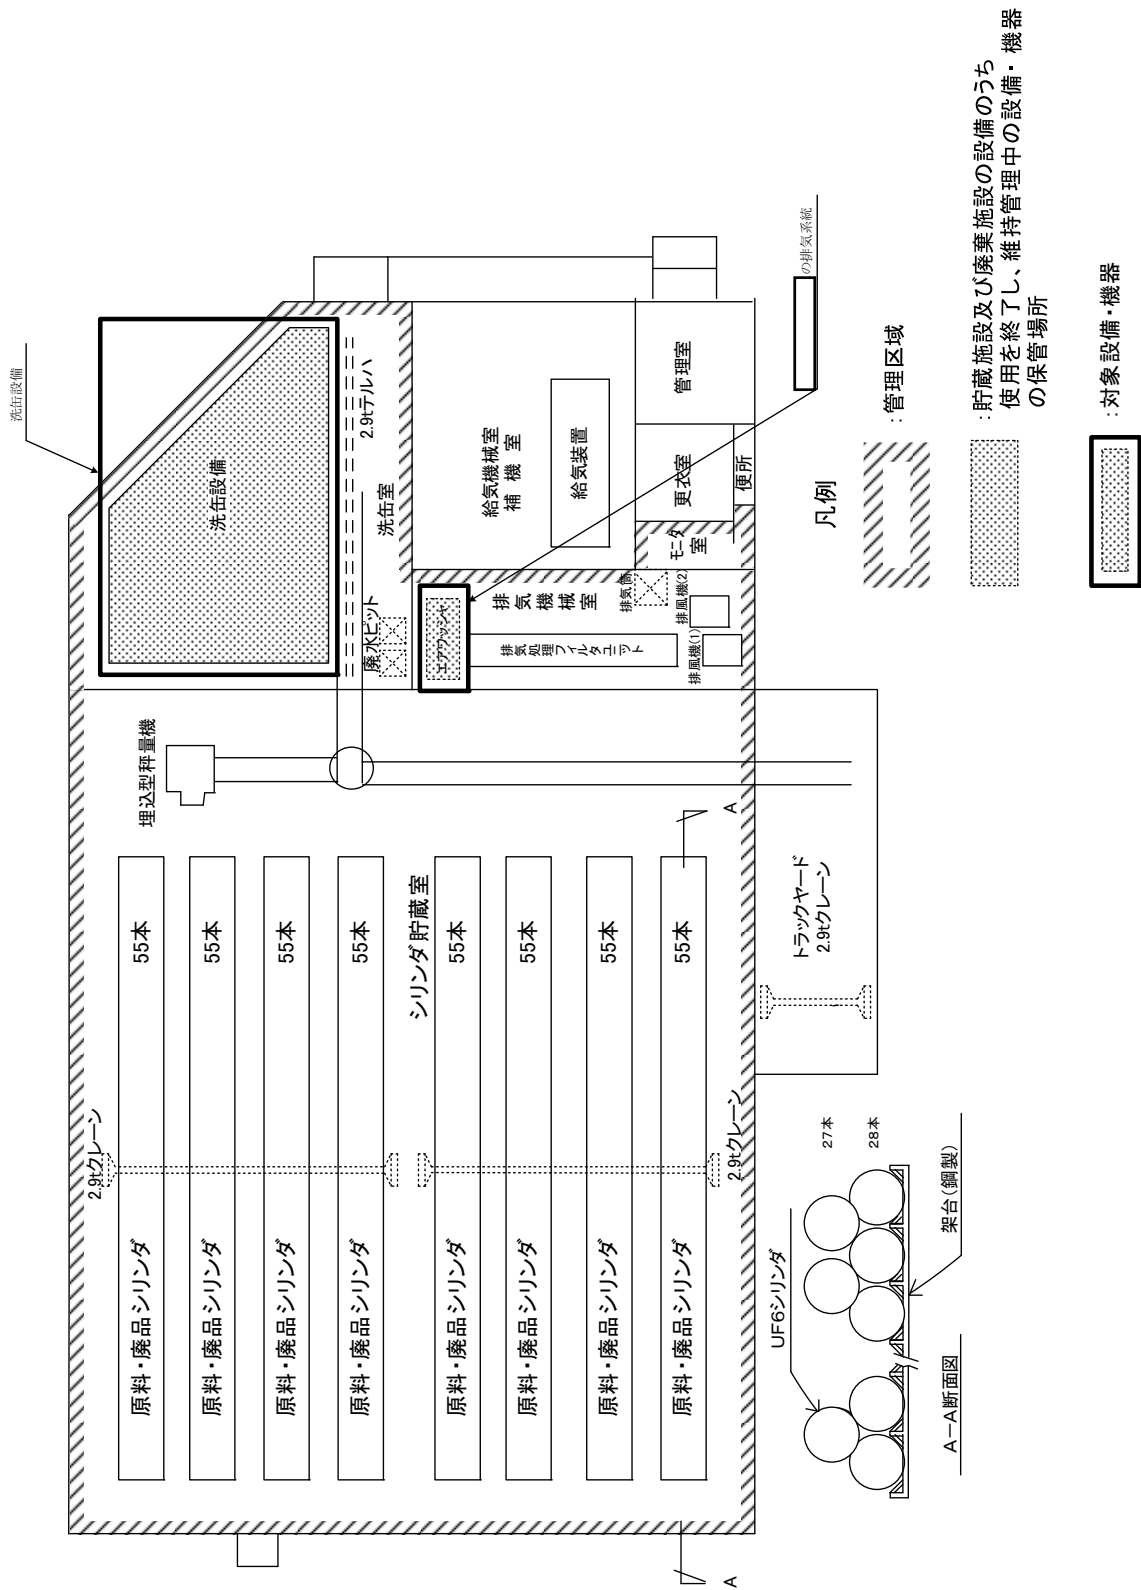 洗缶設備
洗缶設備
2.9tテルハ
洗缶室
廃水ピット
給気機械室
補機室
給気装置
管理室
更衣室
便所
モニタ
室
排気機械室
エアワッシャ
排気処理フィルタユニット
排気筒
排風機(2)
排風機(1)
の排気系統
埋込型秤量機
A
シリンダ貯蔵室
原料・廃品シリンダ 55本
原料・廃品シリンダ 55本
原料・廃品シリンダ 55本
原料・廃品シリンダ 55本
原料・廃品シリンダ 55本
原料・廃品シリンダ 55本
原料・廃品シリンダ 55本
原料・廃品シリンダ 55本
2.9tクレーン
2.9tクレーン
トラックヤード
2.9tクレーン
A
UF6シリンダ
27本
28本
架台(鋼製)
A-A断面図
凡例
:管理区域
:貯蔵施設及び廃棄施設の設備のうち
使用を終了し、維持管理中の設備・機器
の保管場所
:対象設備・機器